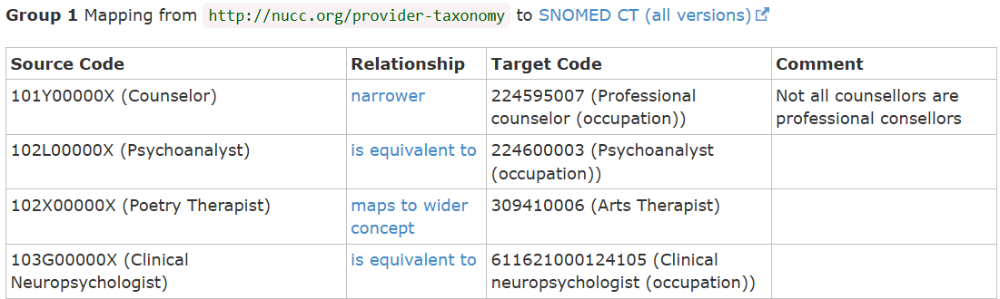 Group 1 Mapping from http://nucc.org/provider-taxonomy to SNOMED CT (all versions)
Source Code Relationship Target Code Comment
101Y00000X (Counselor) narrower 224595007 (Professional counselor (occupation)) Not all counsellors are professional consellors
102L00000X (Psychoanalyst) is equivalent to 224600003 (Psychoanalyst (occupation))
102X00000X (Poetry Therapist) maps to wider concept 309410006 (Arts Therapist)
103G00000X (Clinical Neuropsychologist) is equivalent to 611621000124105 (Clinical neuropsychologist (occupation))